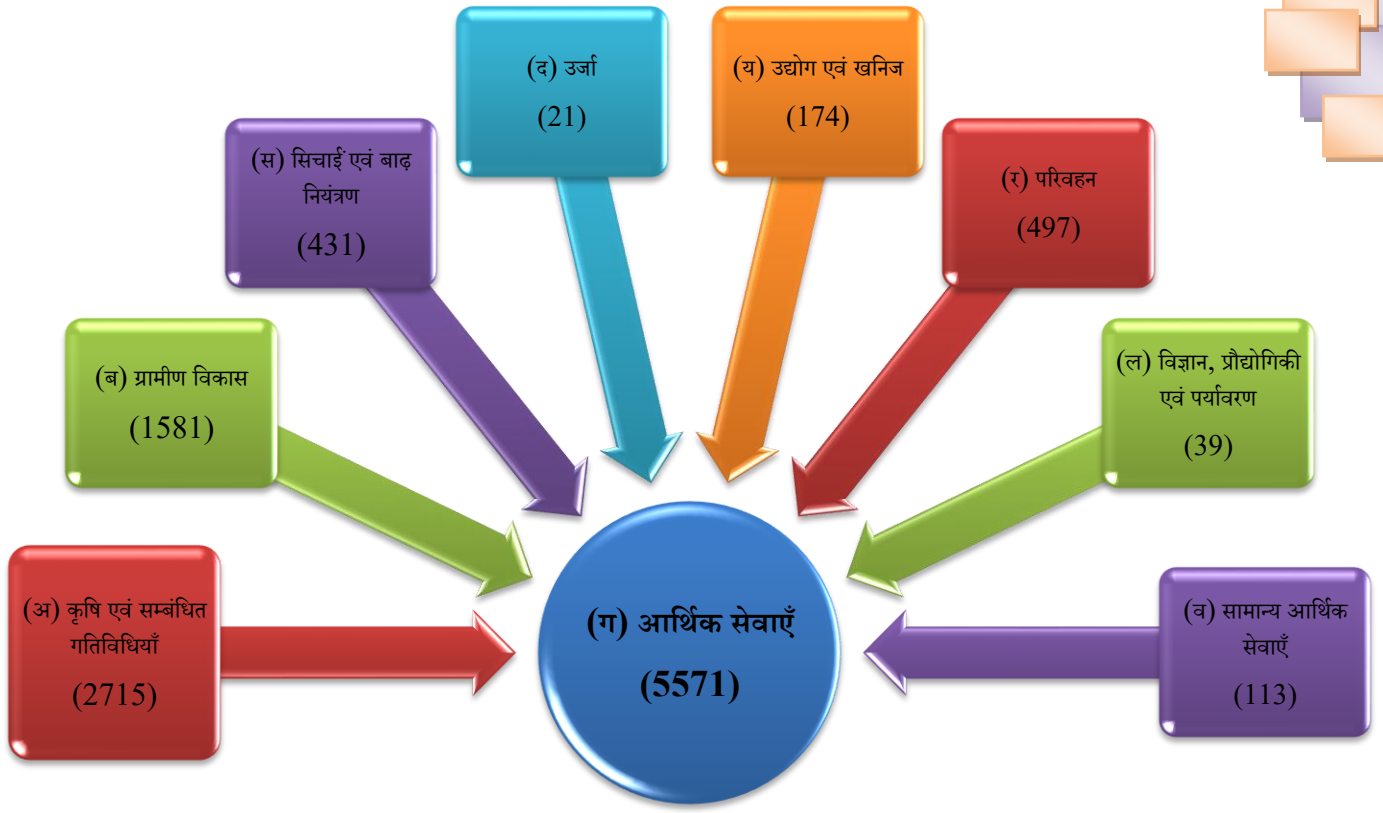 (द) उर्जा
(21)
(य) उद्योग एवं खनिज
(174)
(स) सिचाईं एवं बाढ़
नियंत्रण
(431)
(र) परिवहन
(497)
(ब) ग्रामीण विकास
(1581)
(ल) विज्ञान, प्रौद्योगिकी
एवं पर्यावरण
(39)
(अ) कृषि एवं सम्बंधित
गतिविधियाँ
(2715)
(ग) आर्थिक सेवाएँ
(5571)
(व) सामान्य आर्थिक
सेवाएँ
(113)